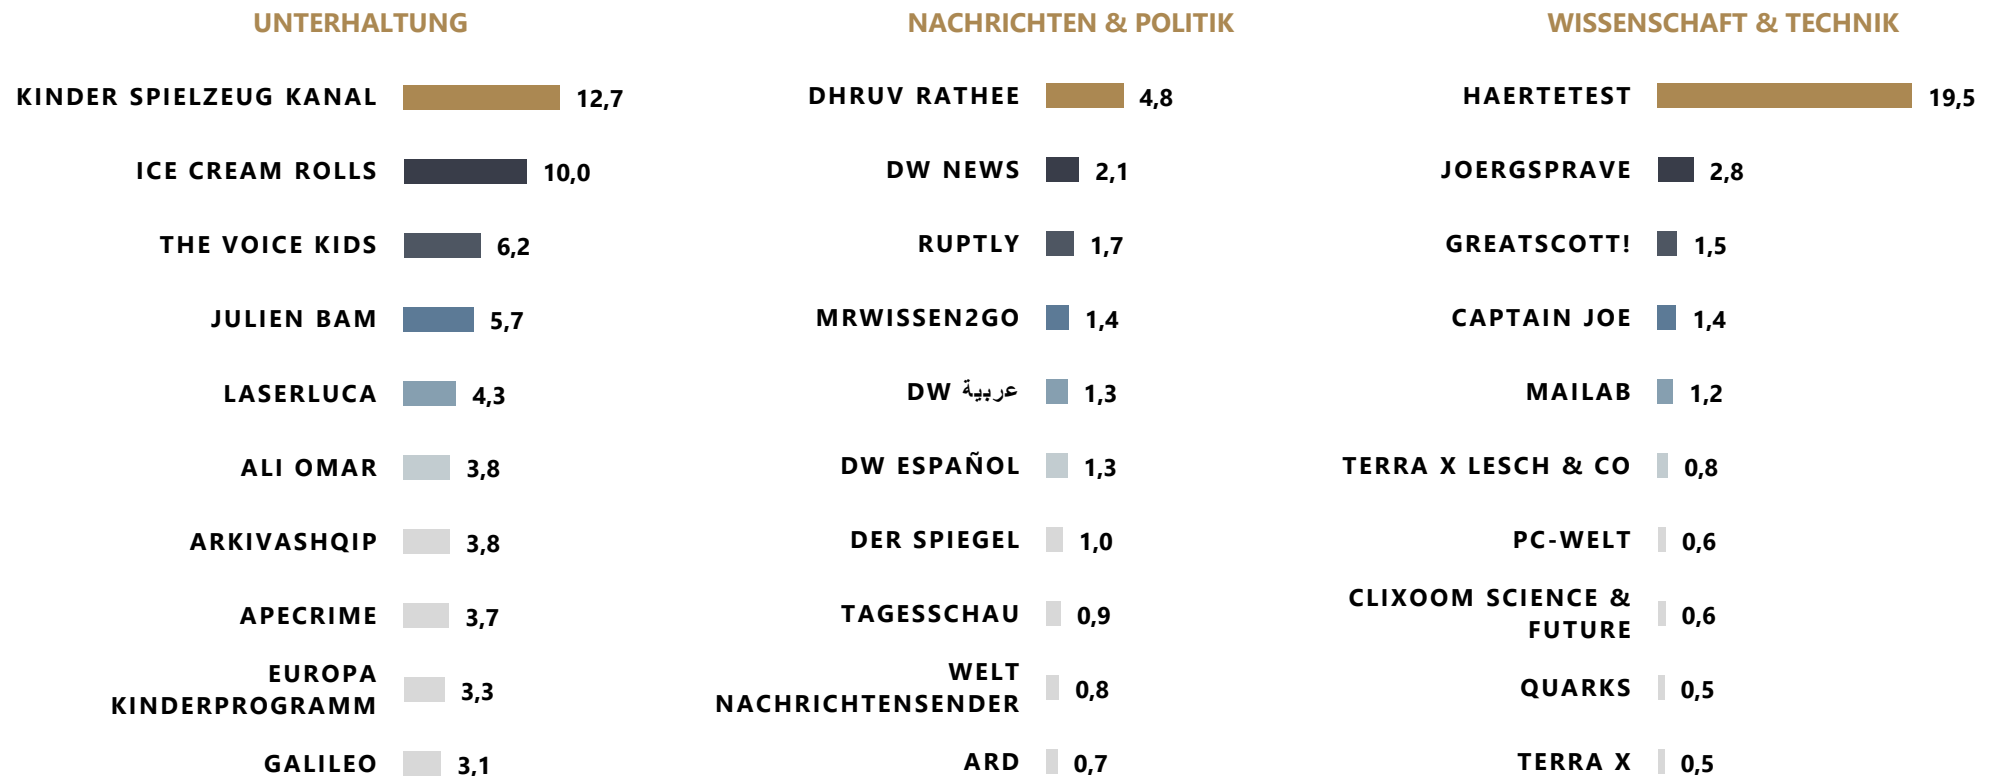 UNTERHALTUNG
KINDER SPIELZEUG KANAL 12,7
ICE CREAM ROLLS 10,0
THE VOICE KIDS 6,2
JULIEN BAM 5,7
LASERLUCA 4,3
ALI OMAR 3,8
ARKIVASHQIP 3,8
APECRIME 3,7
EUROPA
KINDERPROGRAMM 3,3
GALILEO 3,1
NACHRICHTEN & POLITIK
DHRUV RATHEE 4,8
DW NEWS 2,1
RUPTLY 1,7
MRWISSEN2GO 1,4
DW عربية 1,3
DW ESPAÑOL 1,3
DER SPIEGEL 1,0
TAGESSCHAU 0,9
WELT
NACHRICHTENSENDER 0,8
ARD 0,7
WISSENSCHAFT & TECHNIK
HAERTETEST 19,5
JOERGSPRAVE 2,8
GREATSCOTT! 1,5
CAPTAIN JOE 1,4
MAILAB 1,2
TERRA X LESCH & CO 0,8
PC-WELT 0,6
CLIXOOM SCIENCE &
FUTURE 0,6
QUARKS 0,5
TERRA X 0,5